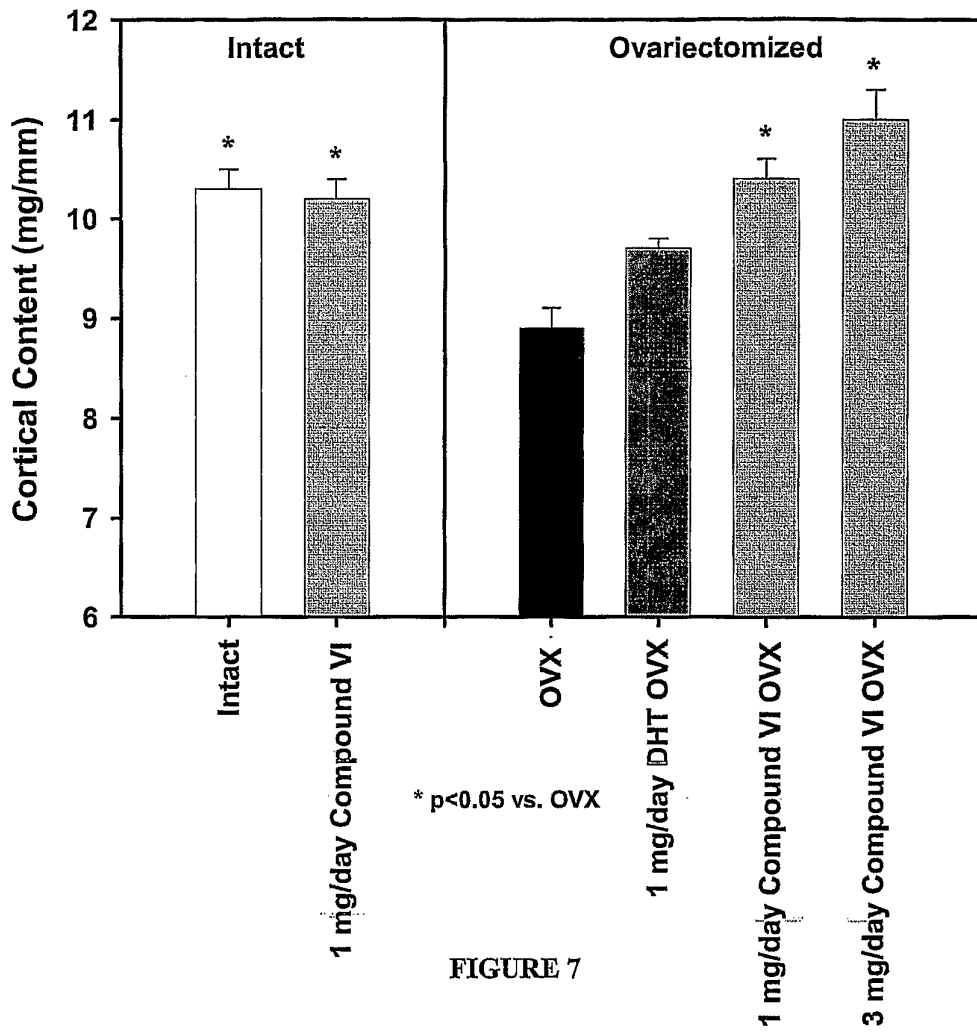 12
11
10
9
8
7
6
Cortical Content (mg/mm)
Intact
Ovariectomized
*
*
*
*
Intact
1 mg/day Compound VI
OVX
1 mg/day DHT OVX
1 mg/day Compound VI OVX
3 mg/day Compound VI OVX
* p<0.05 vs. OVX
FIGURE 7